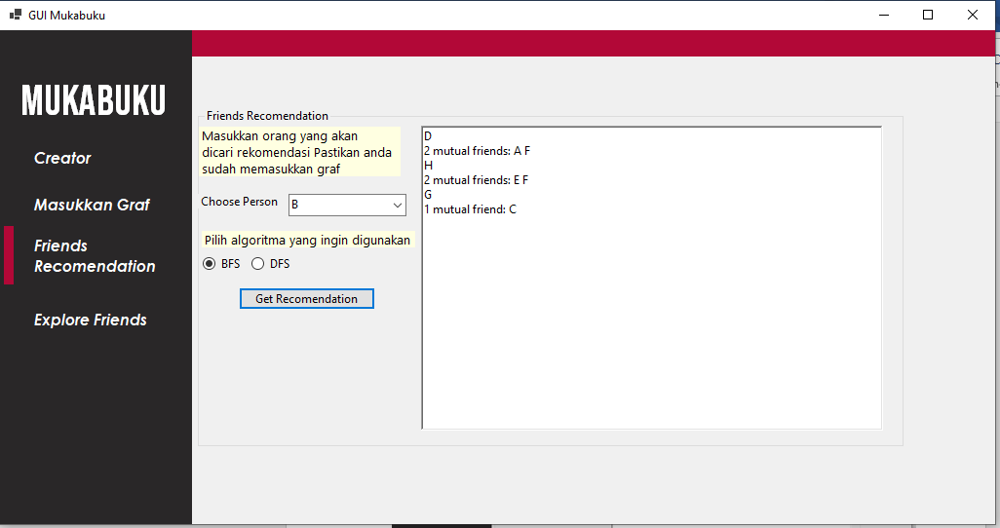 GUI Mukabuku
MUKABUKU
Creator
Masukkan Graf
Friends
Recomendation
Explore Friends
Friends Recomendation
Masukkan orang yang akan
dicari rekomendasi Pastikan anda
sudah memasukkan graf
Choose Person
B
Pilih algoritma yang ingin digunakan
BFS
DFS
Get Recomendation
D
2 mutual friends: A F
H
2 mutual friends: E F
G
1 mutual friend: C